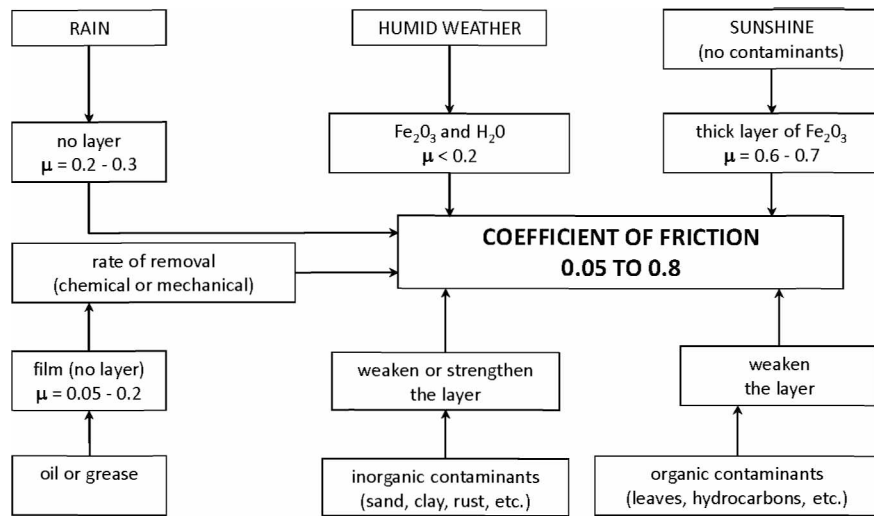 RAIN
HUMID WEATHER
SUNSHINE
(no contaminants)
no layer
μ = 0.2 - 0.3
Fe₂0₃ and H₂0
μ < 0.2
thick layer of Fe₂0₃
μ = 0.6 - 0.7
COEFFICIENT OF FRICTION
0.05 TO 0.8
rate of removal
(chemical or mechanical)
film (no layer)
μ = 0.05 - 0.2
weaken or strengthen
the layer
weaken
the layer
oil or grease
inorganic contaminants
(sand, clay, rust, etc.)
organic contaminants
(leaves, hydrocarbons, etc.)